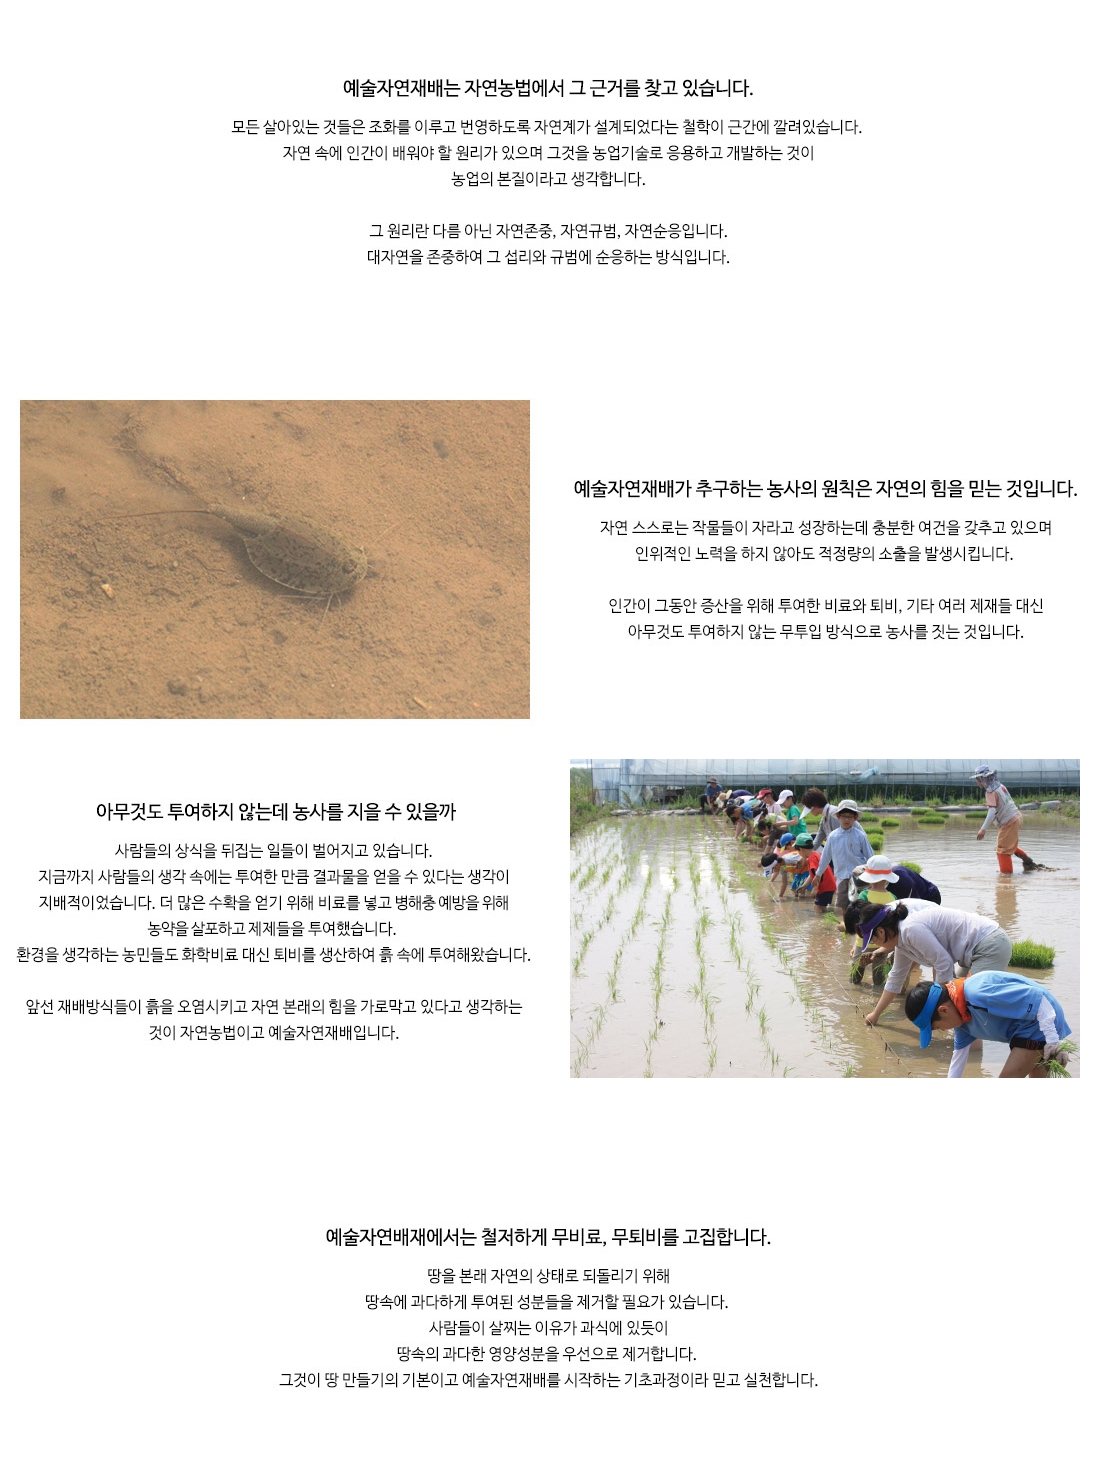 예술자연재배는 자연농법에서 그 근거를 찾고 있습니다.
모든 살아있는 것들은 조화를 이루고 번영하도록 자연계가 설계되었다는 철학이 근간에 깔려있습니다.
자연 속에 인간이 배워야 할 원리가 있으며 그것을 농업기술로 응용하고 개발하는 것이
농업의 본질이라고 생각합니다.
그 원리란 다름 아닌 자연존중, 자연규범, 자연순응입니다.
대자연을 존중하여 그 섭리와 규범에 순응하는 방식입니다.
예술자연재배가 추구하는 농사의 원칙은 자연의 힘을 믿는 것입니다.
자연 스스로는 작물들이 자라고 성장하는데 충분한 여건을 갖추고 있으며
인위적인 노력을 하지 않아도 적정량의 소출을 발생시킵니다.
인간이 그동안 증산을 위해 투여한 비료와 퇴비, 기타 여러 제재들 대신
아무것도 투여하지 않는 무투입 방식으로 농사를 짓는 것입니다.
아무것도 투여하지 않는데 농사를 지을 수 있을까
사람들의 상식을 뒤집는 일들이 벌어지고 있습니다.
지금까지 사람들의 생각 속에는 투여한 만큼 결과물을 얻을 수 있다는 생각이
지배적이었습니다. 더 많은 수확을 얻기 위해 비료를 넣고 병해충 예방을 위해
농약을 살포하고 제제들을 투여했습니다.
환경을 생각하는 농민들도 화학비료 대신 퇴비를 생산하여 흙 속에 투여해왔습니다.
앞선 재배방식들이 흙을 오염시키고 자연 본래의 힘을 가로막고 있다고 생각하는
것이 자연농법이고 예술자연재배입니다.
예술자연배재에서는 철저하게 무비료, 무퇴비를 고집합니다.
땅을 본래 자연의 상태로 되돌리기 위해
땅속에 과다하게 투여된 성분들을 제거할 필요가 있습니다.
사람들이 살찌는 이유가 과식에 있듯이
땅속의 과다한 영양성분을 우선으로 제거합니다.
그것이 땅 만들기의 기본이고 예술자연재배를 시작하는 기초과정이라 믿고 실천합니다.